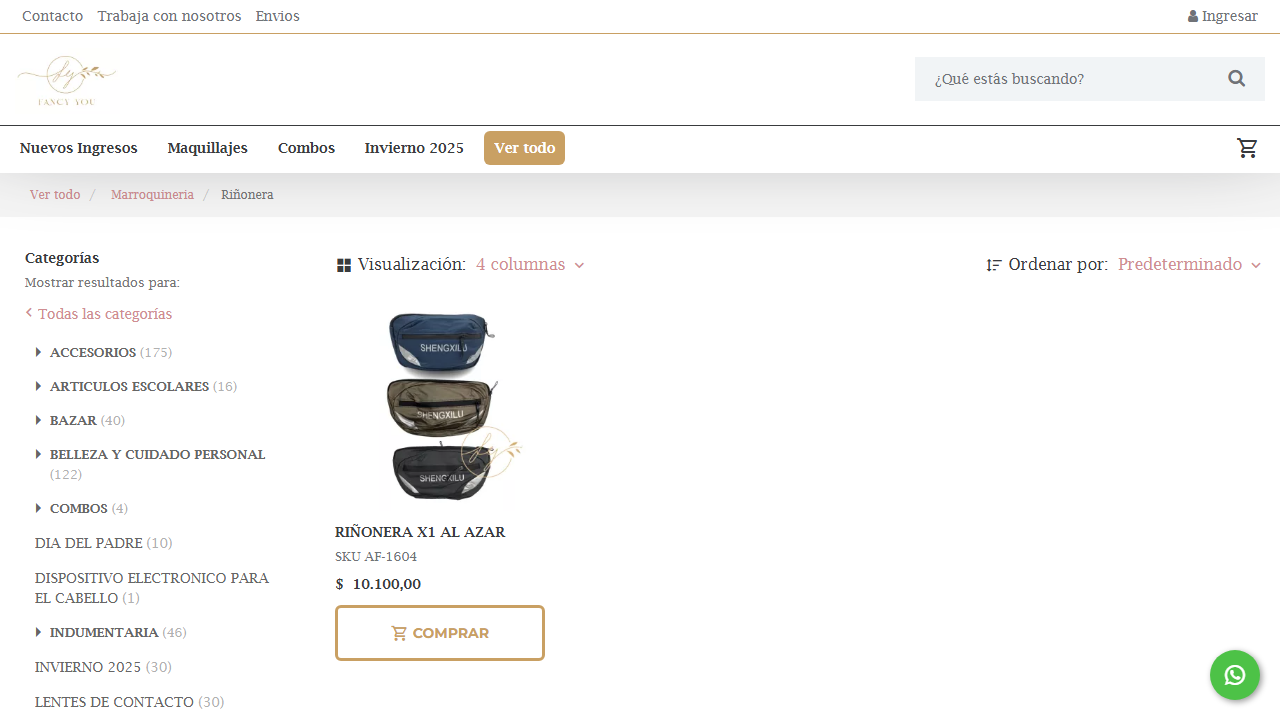 Contacto Trabaja con nosotros Envios
Ingresar
fy
FANCY YOU
¿Qué estás buscando?
Nuevos Ingresos Maquillajes Combos Invierno 2025 Ver todo
Ver todo / Marroquineria / Riñonera
Categorías
Mostrar resultados para:
Todas las categorías
ACCESORIOS (175)
ARTICULOS ESCOLARES (16)
BAZAR (40)
BELLEZA Y CUIDADO PERSONAL
(122)
COMBOS (4)
DIA DEL PADRE (10)
DISPOSITIVO ELECTRONICO PARA
EL CABELLO (1)
INDUMENTARIA (46)
INVIERNO 2025 (30)
LENTES DE CONTACTO (30)
Visualización: 4 columnas
Ordenar por: Predeterminado
SHENGXILU
SHENGXILU
fy
SHENGXILU
RIÑONERA X1 AL AZAR
SKU AF-1604
$ 10.100,00
COMPRAR